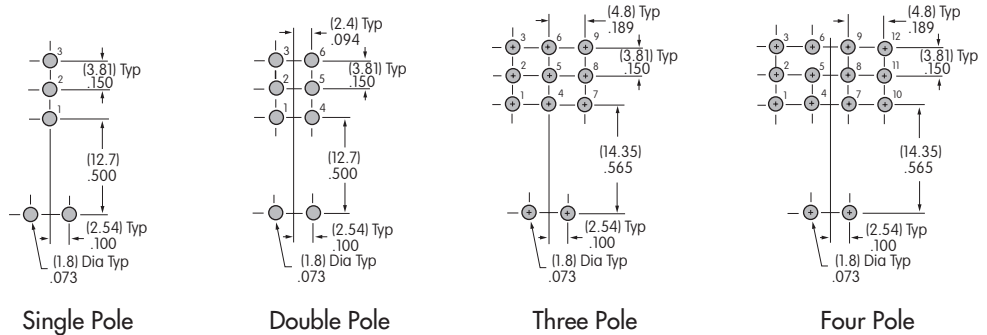 3
2
1
(3.81) Typ
.150
(12.7)
.500
(2.54) Typ
.100
(1.8) Dia Typ
.073
Single Pole
(2.4) Typ
.094
3
6
2
5
1
4
(3.81) Typ
.150
(12.7)
.500
(2.54) Typ
.100
(1.8) Dia Typ
.073
Double Pole
(4.8) Typ
.189
3
6
9
2
5
8
1
4
7
(3.81) Typ
.150
(14.35)
.565
(2.54) Typ
.100
(1.8) Dia Typ
.073
Three Pole
(4.8) Typ
.189
3
6
9
12
2
5
8
11
1
4
7
10
(3.81) Typ
.150
(14.35)
.565
(2.54) Typ
.100
(1.8) Dia Typ
.073
Four Pole